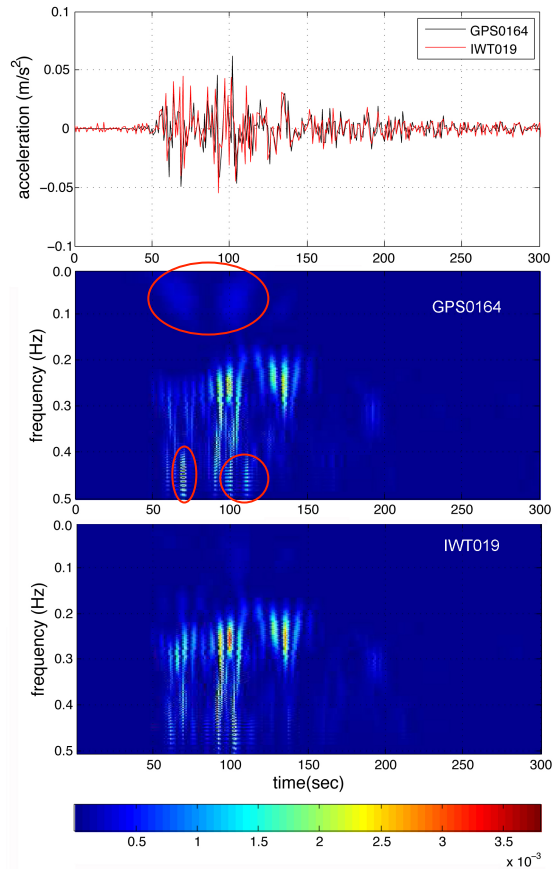 0.1
0.05
0
−0.05
−0.1
acceleration (m/s²)
GPS0164
IWT019
0 50 100 150 200 250 300
0.0
0.1
0.2
0.3
0.4
0.5
frequency (Hz)
GPS0164
0 50 100 150 200 250 300
0.0
0.1
0.2
0.3
0.4
0.5
frequency (Hz)
IWT019
50 100 150 200 250 300
time(sec)
0.5 1 1.5 2 2.5 3 3.5
x 10⁻³